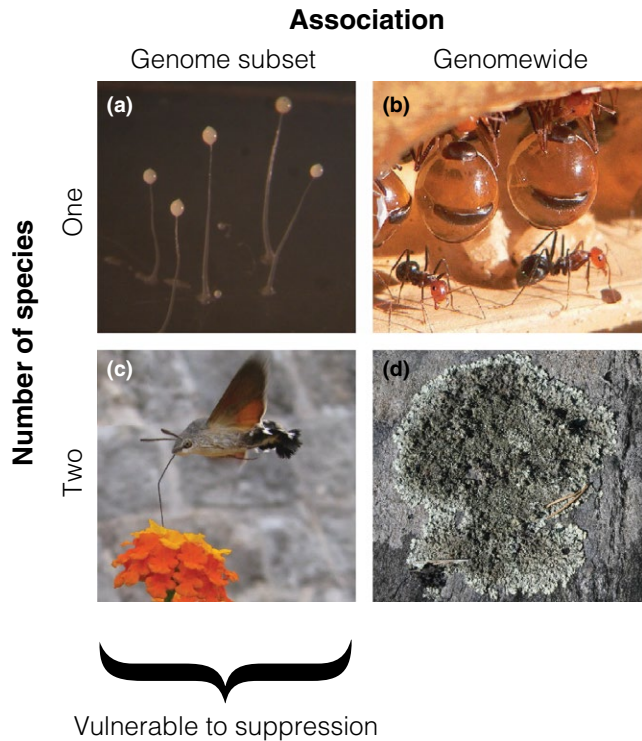 Association
Genome subset Genomewide
(a) (b)
Number of species
One
(c) (d)
Two
Vulnerable to suppression